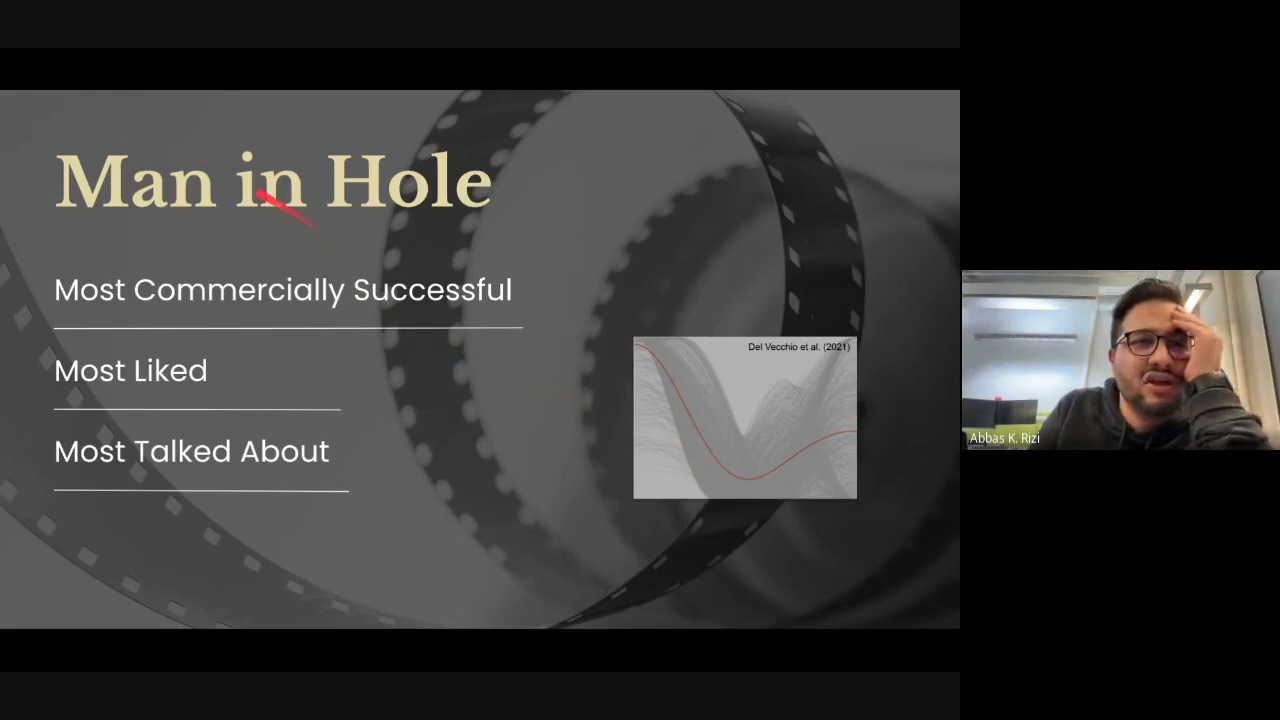 Man in Hole
Most Commercially Successful
Most Liked
Most Talked About
Del Vecchio et al. (2021)
Abbas K. Rizi